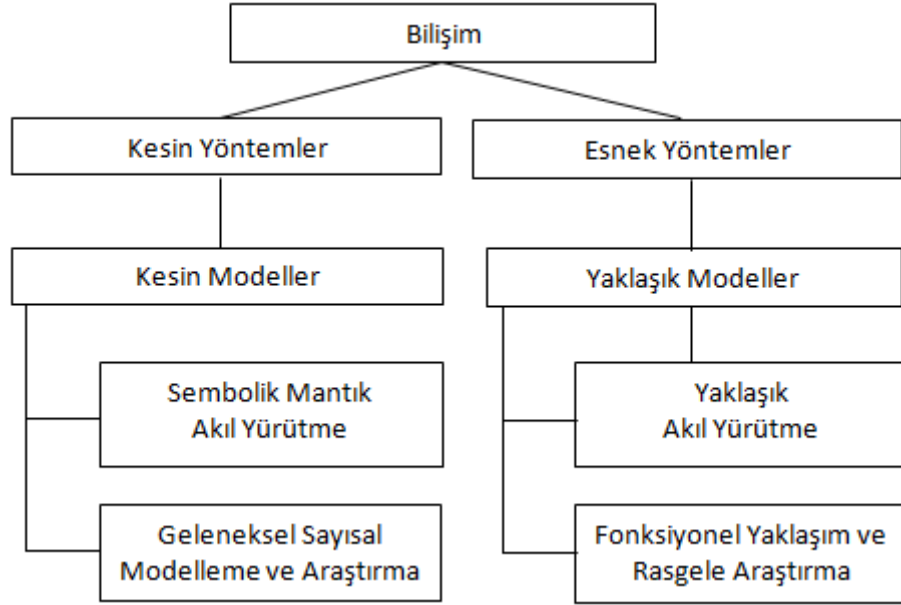 Bilişim
Kesin Yöntemler
Esnek Yöntemler
Kesin Modeller
Yaklaşık Modeller
Sembolik Mantık
Akıl Yürütme
Yaklaşık
Akıl Yürütme
Geleneksel Sayısal
Modelleme ve Araştırma
Fonksiyonel Yaklaşım ve
Rasgele Araştırma